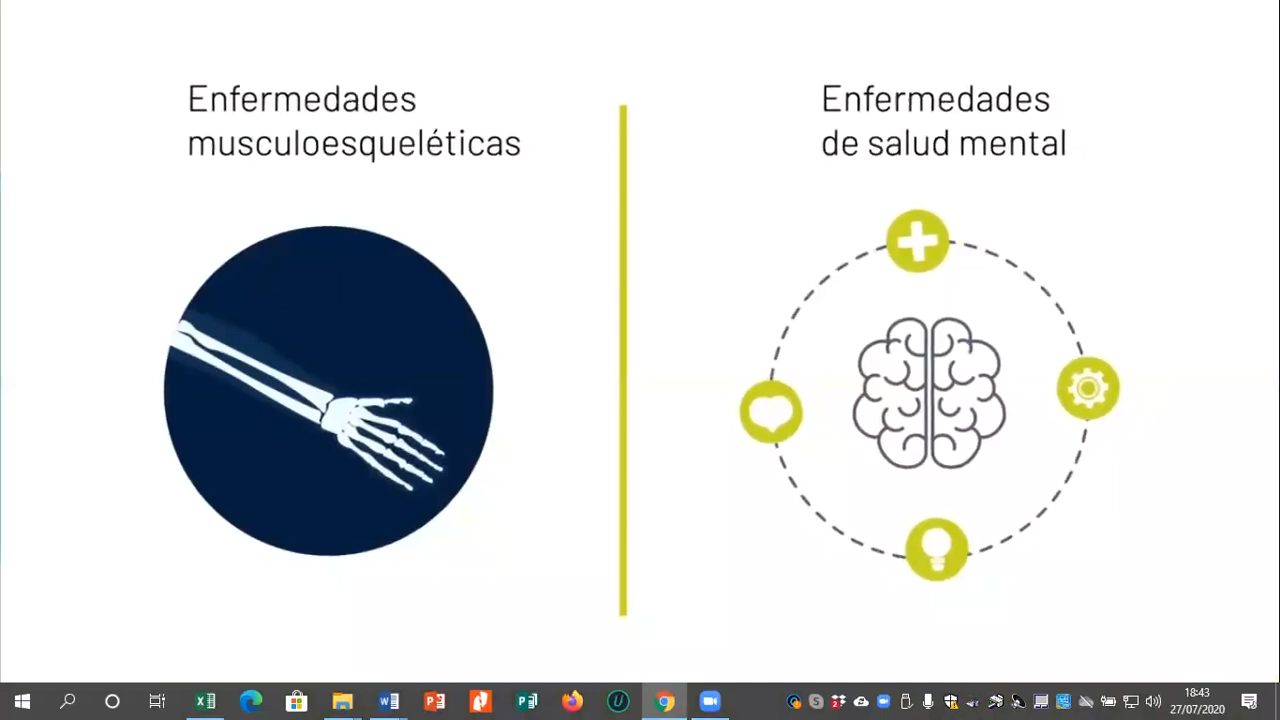 Enfermedades
musculoesqueléticas
Enfermedades
de salud mental
18:43
27/07/2020